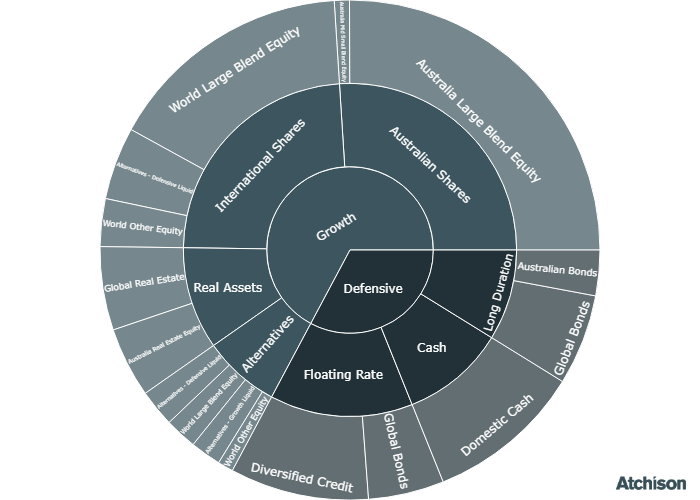 Growth
Defensive
Australian Shares
International Shares
Real Assets
Alternatives
Floating Rate
Cash
Long Duration
Australia Large Blend Equity
Australia Mid Small Blend Equity
World Large Blend Equity
Alternatives - Defensive Liquid
World Other Equity
Global Real Estate
Australia Real Estate Equity
Alternatives - Defensive Liquid
World Large Blend Equity
Alternatives - Growth Liquid
World Other Equity
Diversified Credit
Global Bonds
Domestic Cash
Global Bonds
Australian Bonds
Atchison